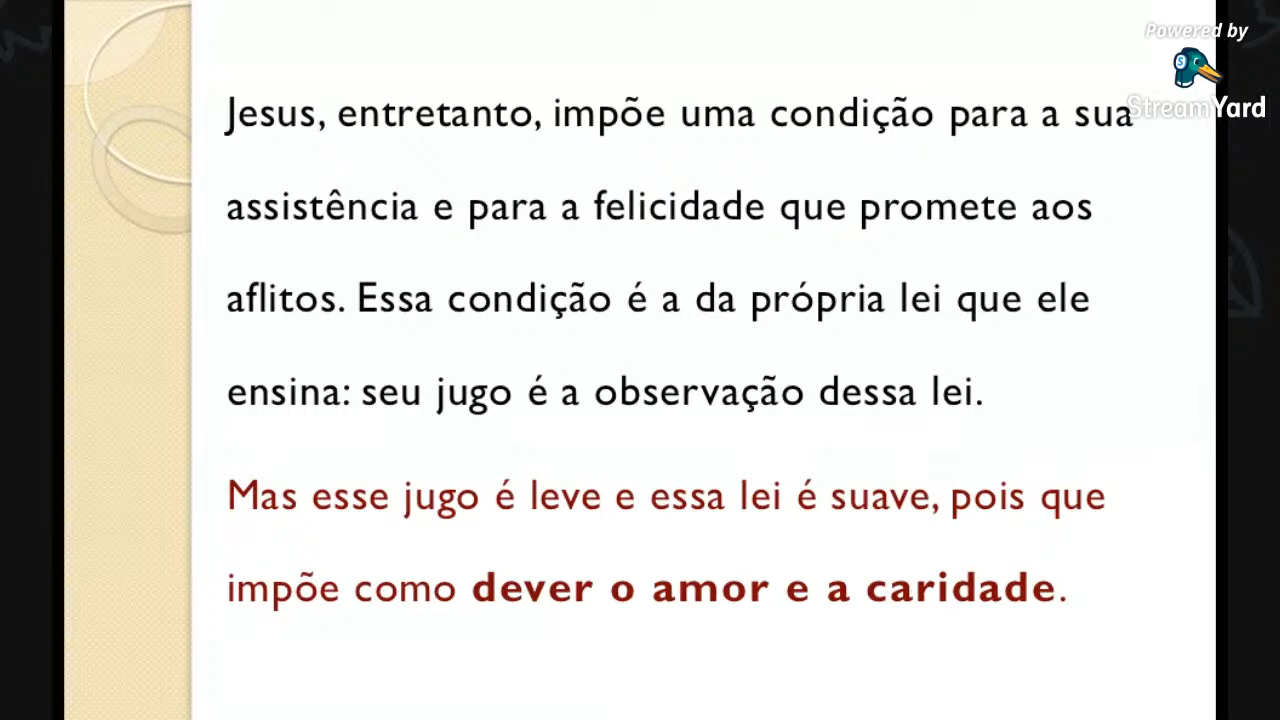 Powered by
StreamYard
Jesus, entretanto, impõe uma condição para a sua
assistência e para a felicidade que promete aos
aflitos. Essa condição é a da própria lei que ele
ensina: seu jugo é a observação dessa lei.
Mas esse jugo é leve e essa lei é suave, pois que
impõe como dever o amor e a caridade.